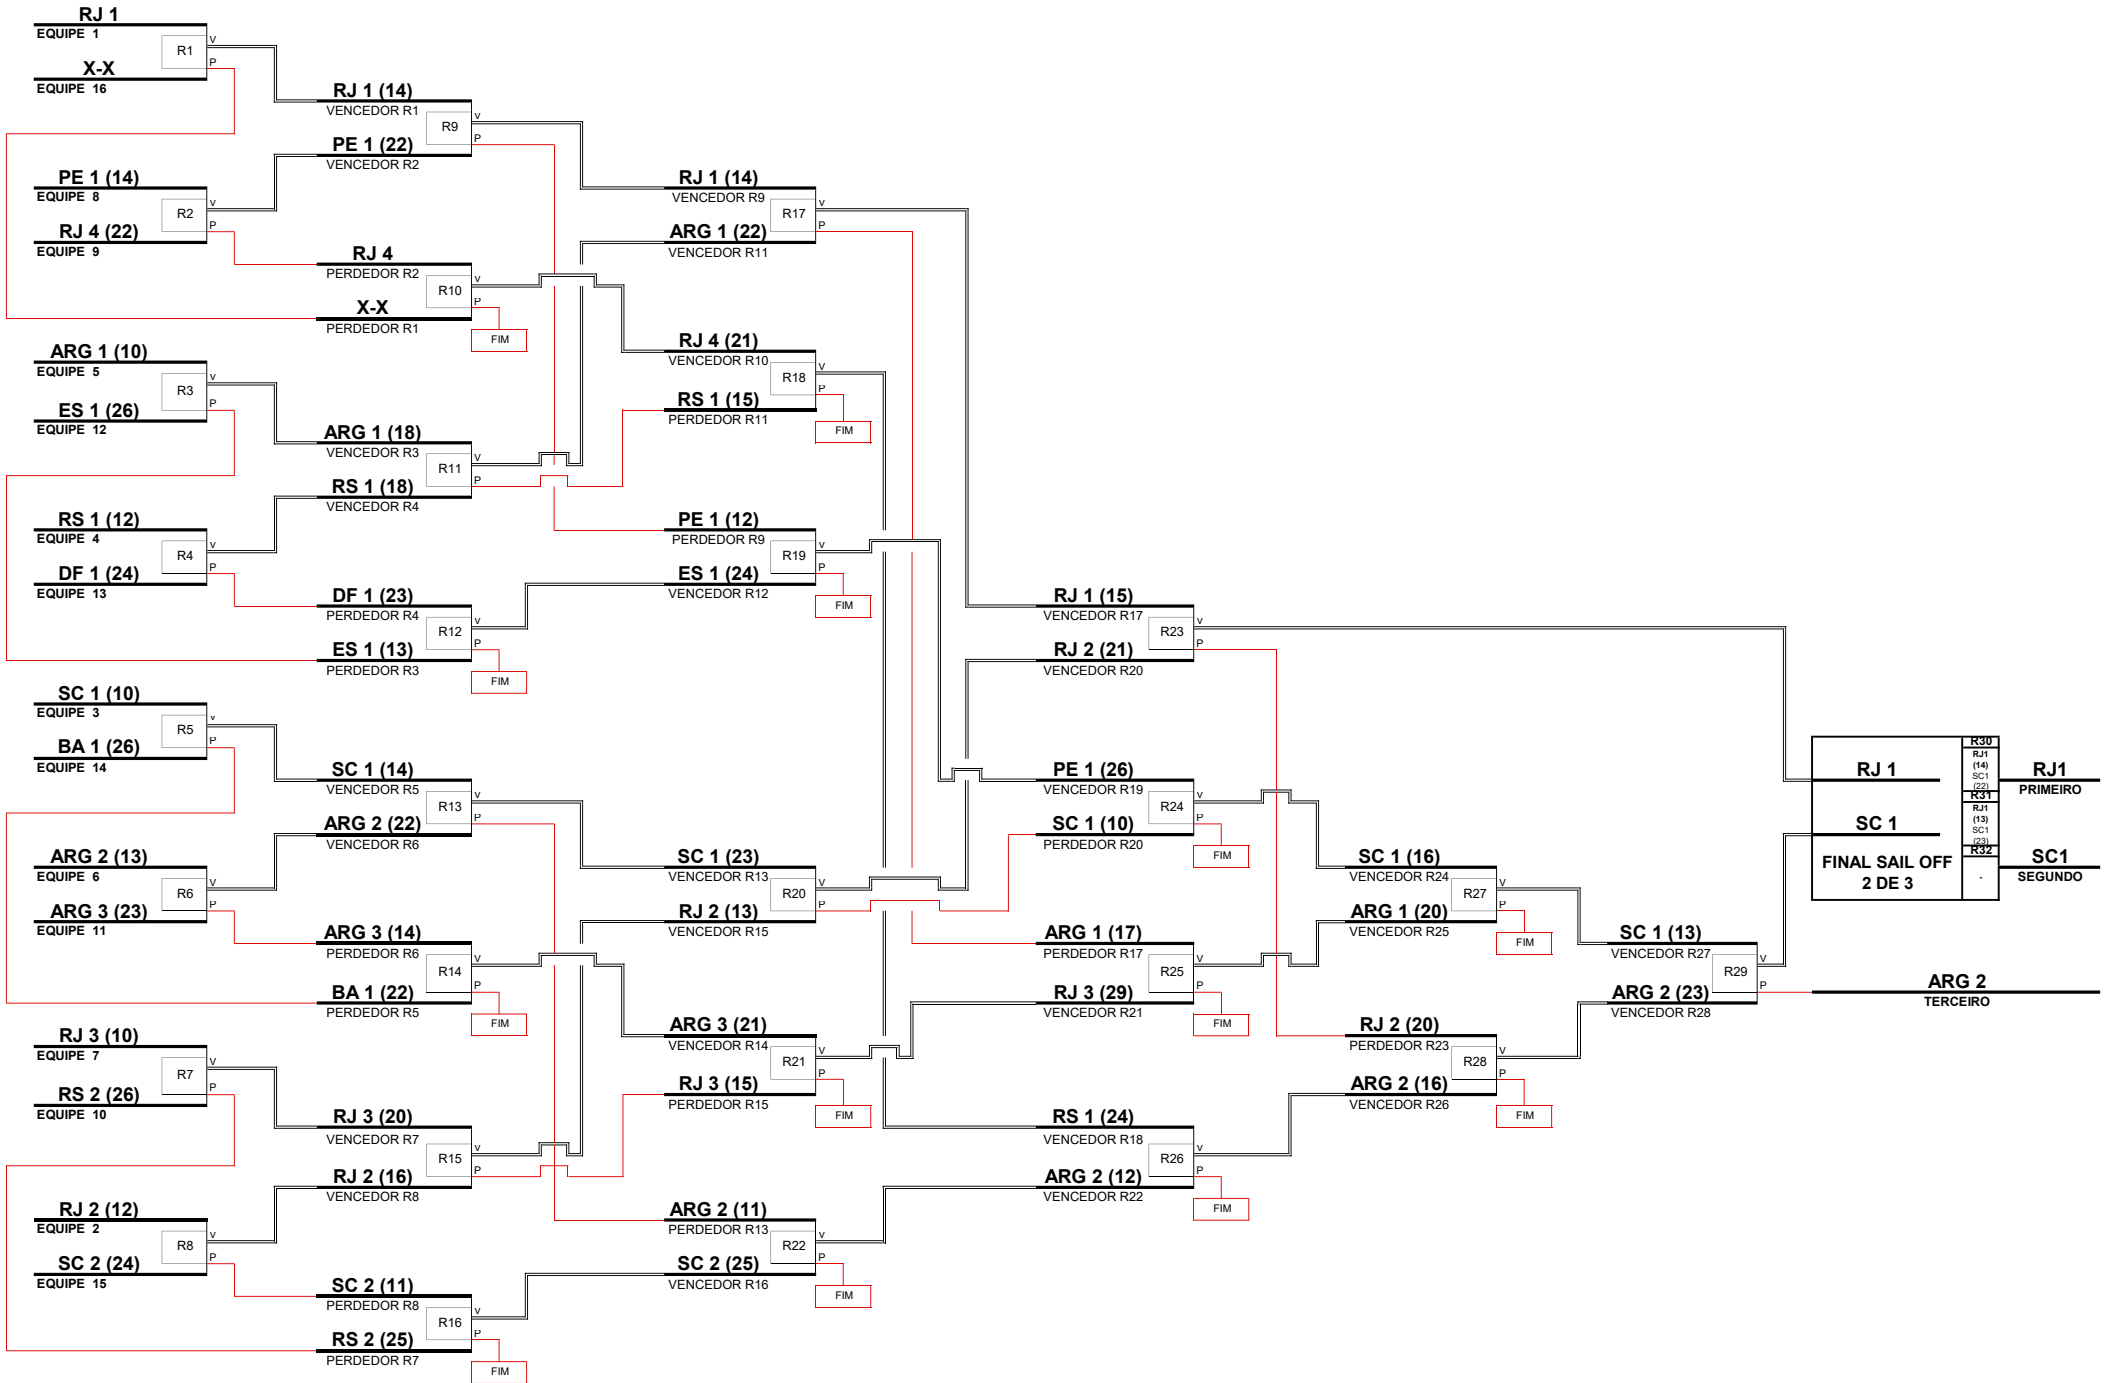 RJ 1
EQUIPE 1
R1
V
P
X-X
EQUIPE 16
PE 1 (14)
EQUIPE 8
R2
V
P
RJ 4 (22)
EQUIPE 9
ARG 1 (10)
EQUIPE 5
R3
V
P
ES 1 (26)
EQUIPE 12
RS 1 (12)
EQUIPE 4
R4
V
P
DF 1 (24)
EQUIPE 13
SC 1 (10)
EQUIPE 3
R5
V
P
BA 1 (26)
EQUIPE 14
ARG 2 (13)
EQUIPE 6
R6
V
P
ARG 3 (23)
EQUIPE 11
RJ 3 (10)
EQUIPE 7
R7
V
P
RS 2 (26)
EQUIPE 10
RJ 2 (12)
EQUIPE 2
R8
V
P
SC 2 (24)
EQUIPE 15
RJ 1 (14)
VENCEDOR R1
R9
V
P
PE 1 (22)
VENCEDOR R2
RJ 4
PERDEDOR R2
R10
V
P
X-X
PERDEDOR R1
FIM
ARG 1 (18)
VENCEDOR R3
R11
V
P
RS 1 (18)
VENCEDOR R4
DF 1 (23)
PERDEDOR R4
R12
V
P
ES 1 (13)
PERDEDOR R3
FIM
SC 1 (14)
VENCEDOR R5
R13
V
P
ARG 2 (22)
VENCEDOR R6
ARG 3 (14)
PERDEDOR R6
R14
V
P
BA 1 (22)
PERDEDOR R5
FIM
RJ 3 (20)
VENCEDOR R7
R15
V
P
RJ 2 (16)
VENCEDOR R8
SC 2 (11)
PERDEDOR R8
R16
V
P
RS 2 (25)
PERDEDOR R7
FIM
RJ 1 (14)
VENCEDOR R9
R17
V
P
ARG 1 (22)
VENCEDOR R11
RJ 4 (21)
VENCEDOR R10
R18
V
P
RS 1 (15)
PERDEDOR R11
FIM
PE 1 (12)
PERDEDOR R9
R19
V
P
ES 1 (24)
VENCEDOR R12
FIM
SC 1 (23)
VENCEDOR R13
R20
V
P
RJ 2 (13)
VENCEDOR R15
ARG 3 (21)
VENCEDOR R14
R21
V
P
RJ 3 (15)
PERDEDOR R15
FIM
ARG 2 (11)
PERDEDOR R13
R22
V
P
SC 2 (25)
VENCEDOR R16
FIM
RJ 1 (15)
VENCEDOR R17
R23
V
P
RJ 2 (21)
VENCEDOR R20
PE 1 (26)
VENCEDOR R19
R24
V
P
SC 1 (10)
PERDEDOR R20
FIM
ARG 1 (17)
PERDEDOR R17
R25
V
P
RJ 3 (29)
VENCEDOR R21
FIM
RS 1 (24)
VENCEDOR R18
R26
V
P
ARG 2 (12)
VENCEDOR R22
FIM
SC 1 (16)
VENCEDOR R24
R27
V
P
ARG 1 (20)
VENCEDOR R25
FIM
RJ 2 (20)
PERDEDOR R23
R28
V
P
ARG 2 (16)
VENCEDOR R26
FIM
SC 1 (13)
VENCEDOR R27
R29
V
P
ARG 2 (23)
VENCEDOR R28
RJ 1
SC 1
FINAL SAIL OFF
2 DE 3
R30
RJ1
(14)
SC1
(22)
R31
RJ1
(13)
SC1
(23)
R32
-
RJ1
PRIMEIRO
SC1
SEGUNDO
ARG 2
TERCEIRO